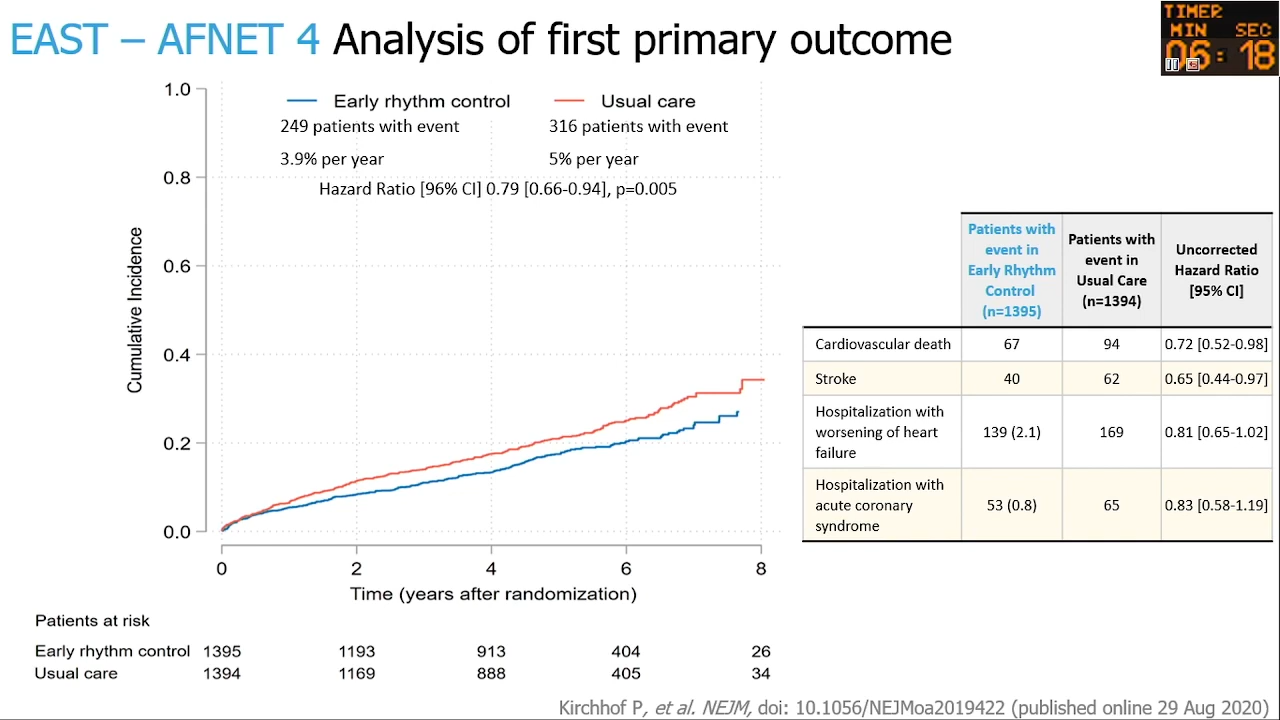 EAST – AFNET 4 Analysis of first primary outcome
TIMER
MIN SEC
06:18
Early rhythm control Usual care
249 patients with event 316 patients with event
3.9% per year 5% per year
Hazard Ratio [96% CI] 0.79 [0.66-0.94], p=0.005
1.0
0.8
0.6
0.4
0.2
0.0
Cumulative Incidence
0 2 4 6 8
Time (years after randomization)
Patients at risk
Early rhythm control 1395 1193 913 404 26
Usual care 1394 1169 888 405 34
Patients with
event in
Early Rhythm
Control
(n=1395)
Patients with
event in
Usual Care
(n=1394)
Uncorrected
Hazard Ratio
[95% CI]
Cardiovascular death 67 94 0.72 [0.52-0.98]
Stroke 40 62 0.65 [0.44-0.97]
Hospitalization with
worsening of heart
failure
139 (2.1) 169 0.81 [0.65-1.02]
Hospitalization with
acute coronary
syndrome
53 (0.8) 65 0.83 [0.58-1.19]
Kirchhof P, et al. NEJM, doi: 10.1056/NEJMoa2019422 (published online 29 Aug 2020)